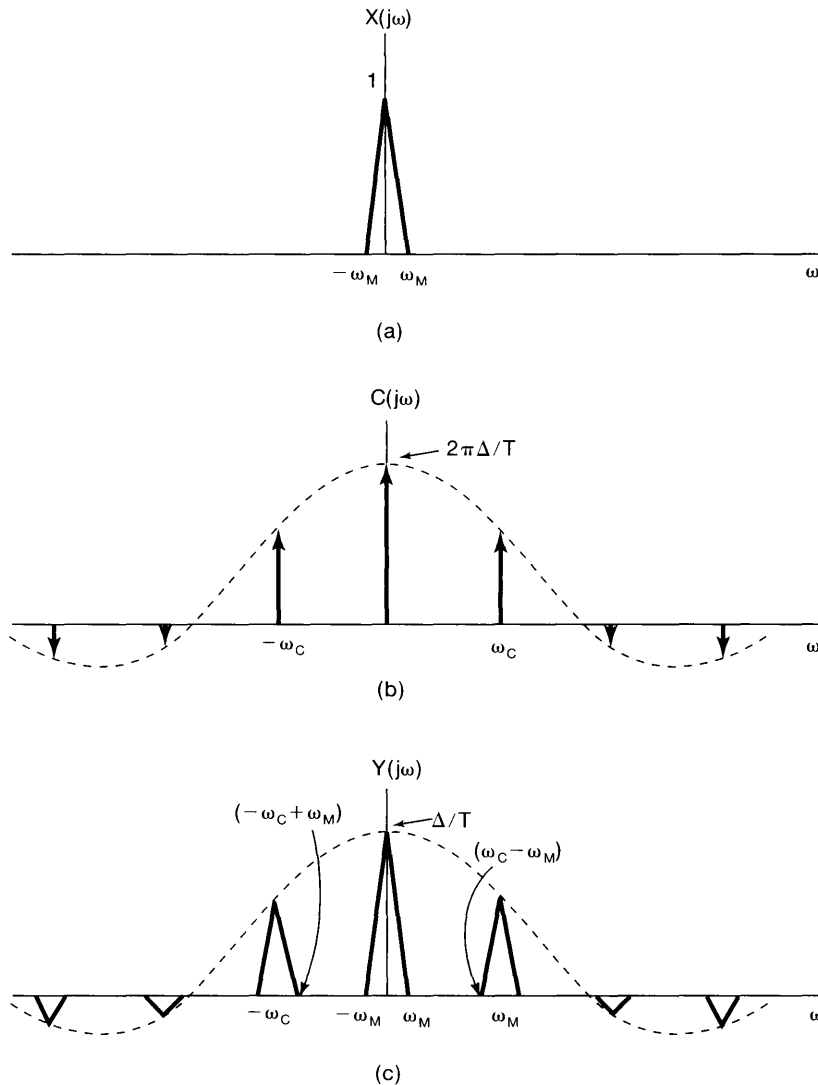 X(jω)
1
−ω_M ω_M ω
(a)
C(jω)
2πΔ/T
−ω_C ω_C ω
(b)
Y(jω)
(−ω_C+ω_M) Δ/T
(ω_C−ω_M)
−ω_C −ω_M ω_M ω_M ω
(c)